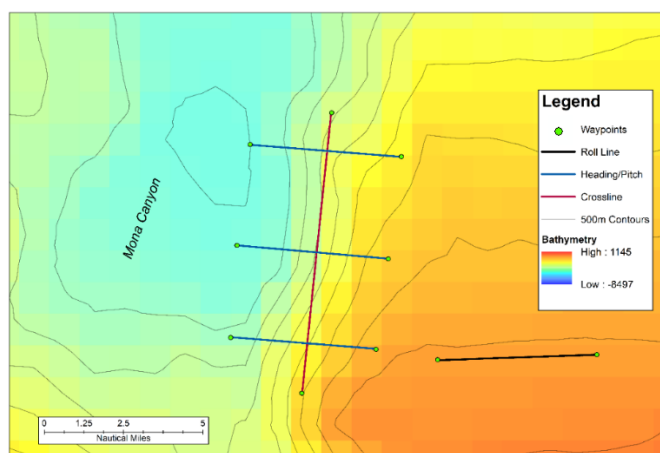 Mona Canyon
Legend
Waypoints
Roll Line
Heading/Pitch
Crossline
500m Contours
Bathymetry
High : 1145
Low : -8497
0 1.25 2.5 5
Nautical Miles